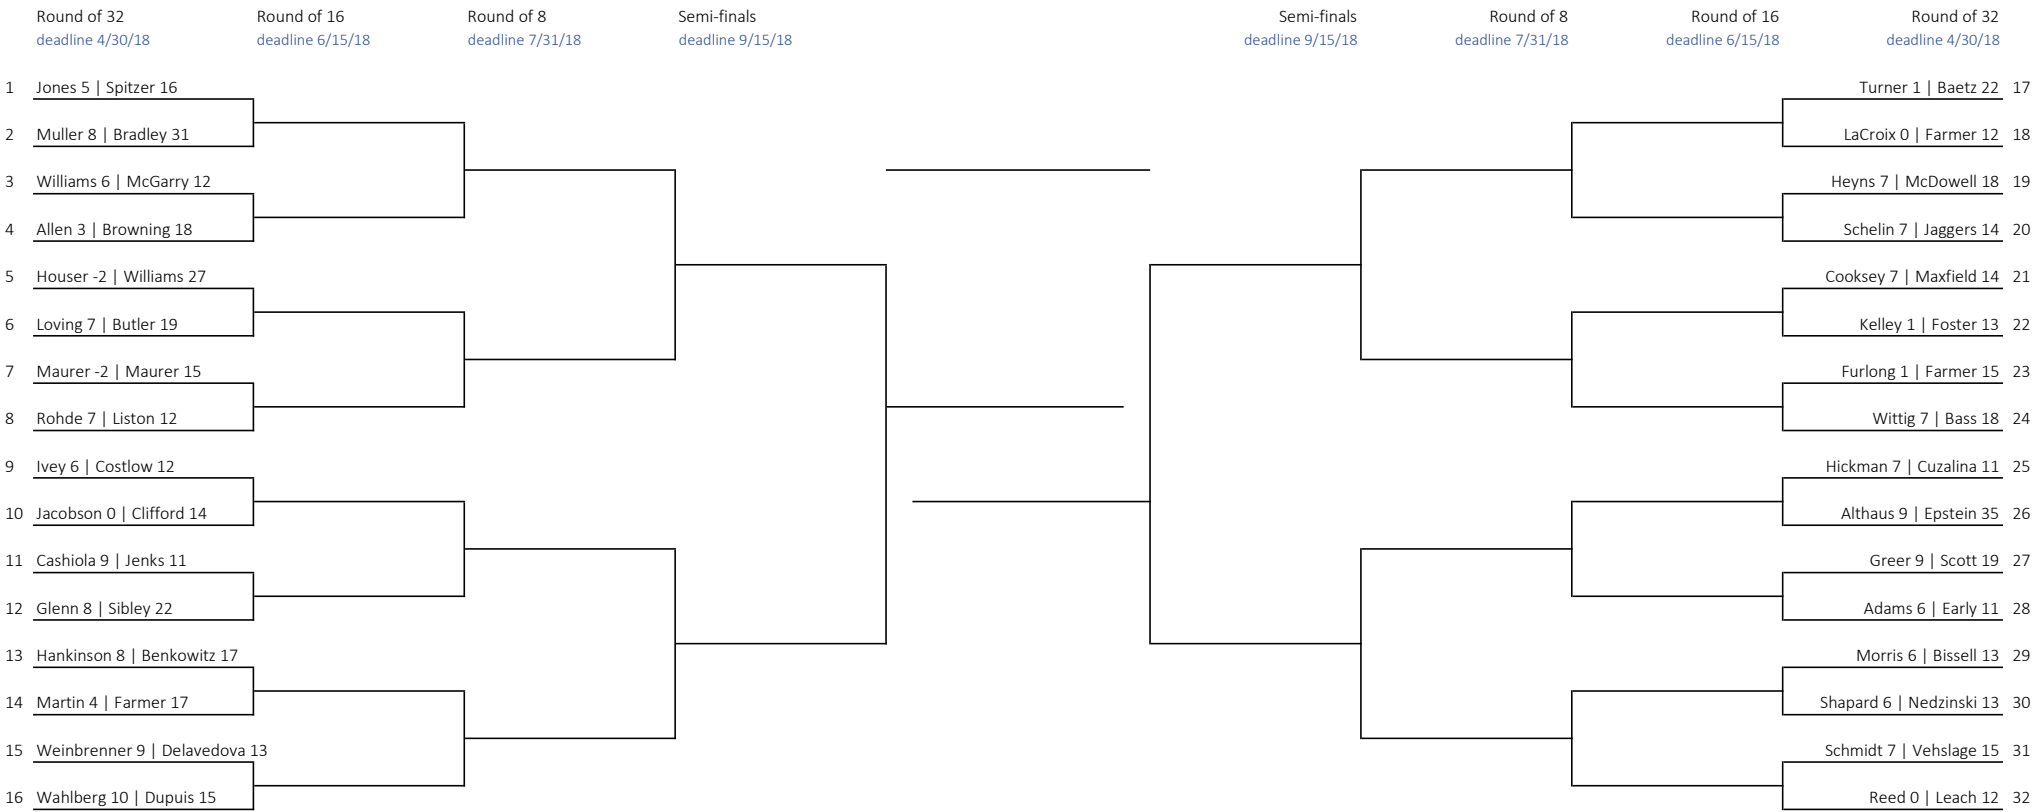 Round of 32 Round of 16 Round of 8 Semi-finals Semi-finals Round of 8 Round of 16 Round of 32
deadline 4/30/18 deadline 6/15/18 deadline 7/31/18 deadline 9/15/18 deadline 9/15/18 deadline 7/31/18 deadline 6/15/18 deadline 4/30/18
1 Jones 5 | Spitzer 16 Turner 1 | Baetz 22 17
2 Muller 8 | Bradley 31 LaCroix 0 | Farmer 12 18
3 Williams 6 | McGarry 12 Heyns 7 | McDowell 18 19
4 Allen 3 | Browning 18 Schelin 7 | Jaggers 14 20
5 Houser -2 | Williams 27 Cooksey 7 | Maxfield 14 21
6 Loving 7 | Butler 19 Kelley 1 | Foster 13 22
7 Maurer -2 | Maurer 15 Furlong 1 | Farmer 15 23
8 Rohde 7 | Liston 12 Wittig 7 | Bass 18 24
9 Ivey 6 | Costlow 12 Hickman 7 | Cuzalina 11 25
10 Jacobson 0 | Clifford 14 Althaus 9 | Epstein 35 26
11 Cashiola 9 | Jenks 11 Greer 9 | Scott 19 27
12 Glenn 8 | Sibley 22 Adams 6 | Early 11 28
13 Hankinson 8 | Benkowitz 17 Morris 6 | Bissell 13 29
14 Martin 4 | Farmer 17 Shapard 6 | Nedzinski 13 30
15 Weinbrenner 9 | Delavedova 13 Schmidt 7 | Vehslage 15 31
16 Wahlberg 10 | Dupuis 15 Reed 0 | Leach 12 32